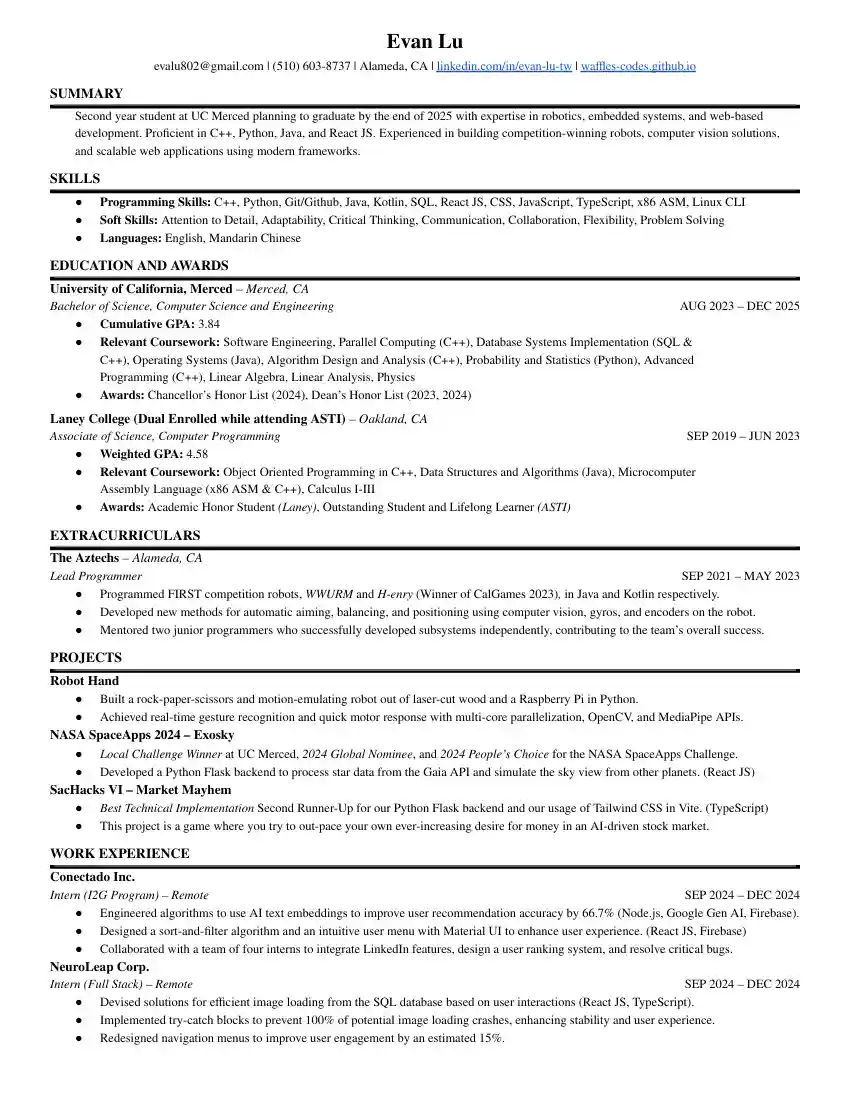 Evan Lu
evalu802@gmail.com | (510) 603-8737 | Alameda, CA | linkedin.com/in/evan-lu-tw | waffles-codes.github.io
SUMMARY
Second year student at UC Merced planning to graduate by the end of 2025 with expertise in robotics, embedded systems, and web-based
development. Proficient in C++, Python, Java, and React JS. Experienced in building competition-winning robots, computer vision solutions,
and scalable web applications using modern frameworks.
SKILLS
● Programming Skills: C++, Python, Git/Github, Java, Kotlin, SQL, React JS, CSS, JavaScript, TypeScript, x86 ASM, Linux CLI
● Soft Skills: Attention to Detail, Adaptability, Critical Thinking, Communication, Collaboration, Flexibility, Problem Solving
● Languages: English, Mandarin Chinese
EDUCATION AND AWARDS
University of California, Merced – Merced, CA
Bachelor of Science, Computer Science and Engineering AUG 2023 – DEC 2025
● Cumulative GPA: 3.84
● Relevant Coursework: Software Engineering, Parallel Computing (C++), Database Systems Implementation (SQL &
C++), Operating Systems (Java), Algorithm Design and Analysis (C++), Probability and Statistics (Python), Advanced
Programming (C++), Linear Algebra, Linear Analysis, Physics
● Awards: Chancellor's Honor List (2024), Dean's Honor List (2023, 2024)
Laney College (Dual Enrolled while attending ASTI) – Oakland, CA
Associate of Science, Computer Programming SEP 2019 – JUN 2023
● Weighted GPA: 4.58
● Relevant Coursework: Object Oriented Programming in C++, Data Structures and Algorithms (Java), Microcomputer
Assembly Language (x86 ASM & C++), Calculus I-III
● Awards: Academic Honor Student (Laney), Outstanding Student and Lifelong Learner (ASTI)
EXTRACURRICULARS
The Aztechs – Alameda, CA
Lead Programmer SEP 2021 – MAY 2023
● Programmed FIRST competition robots, WWURM and H-enry (Winner of CalGames 2023), in Java and Kotlin respectively.
● Developed new methods for automatic aiming, balancing, and positioning using computer vision, gyros, and encoders on the robot.
● Mentored two junior programmers who successfully developed subsystems independently, contributing to the team's overall success.
PROJECTS
Robot Hand
● Built a rock-paper-scissors and motion-emulating robot out of laser-cut wood and a Raspberry Pi in Python.
● Achieved real-time gesture recognition and quick motor response with multi-core parallelization, OpenCV, and MediaPipe APIs.
NASA SpaceApps 2024 – Exosky
● Local Challenge Winner at UC Merced, 2024 Global Nominee, and 2024 People's Choice for the NASA SpaceApps Challenge.
● Developed a Python Flask backend to process star data from the Gaia API and simulate the sky view from other planets. (React JS)
SacHacks VI – Market Mayhem
● Best Technical Implementation Second Runner-Up for our Python Flask backend and our usage of Tailwind CSS in Vite. (TypeScript)
● This project is a game where you try to out-pace your own ever-increasing desire for money in an AI-driven stock market.
WORK EXPERIENCE
Conectado Inc.
Intern (I2G Program) – Remote SEP 2024 – DEC 2024
● Engineered algorithms to use AI text embeddings to improve user recommendation accuracy by 66.7% (Node.js, Google Gen AI, Firebase).
● Designed a sort-and-filter algorithm and an intuitive user menu with Material UI to enhance user experience. (React JS, Firebase)
● Collaborated with a team of four interns to integrate LinkedIn features, design a user ranking system, and resolve critical bugs.
NeuroLeap Corp.
Intern (Full Stack) – Remote SEP 2024 – DEC 2024
● Devised solutions for efficient image loading from the SQL database based on user interactions (React JS, TypeScript).
● Implemented try-catch blocks to prevent 100% of potential image loading crashes, enhancing stability and user experience.
● Redesigned navigation menus to improve user engagement by an estimated 15%.